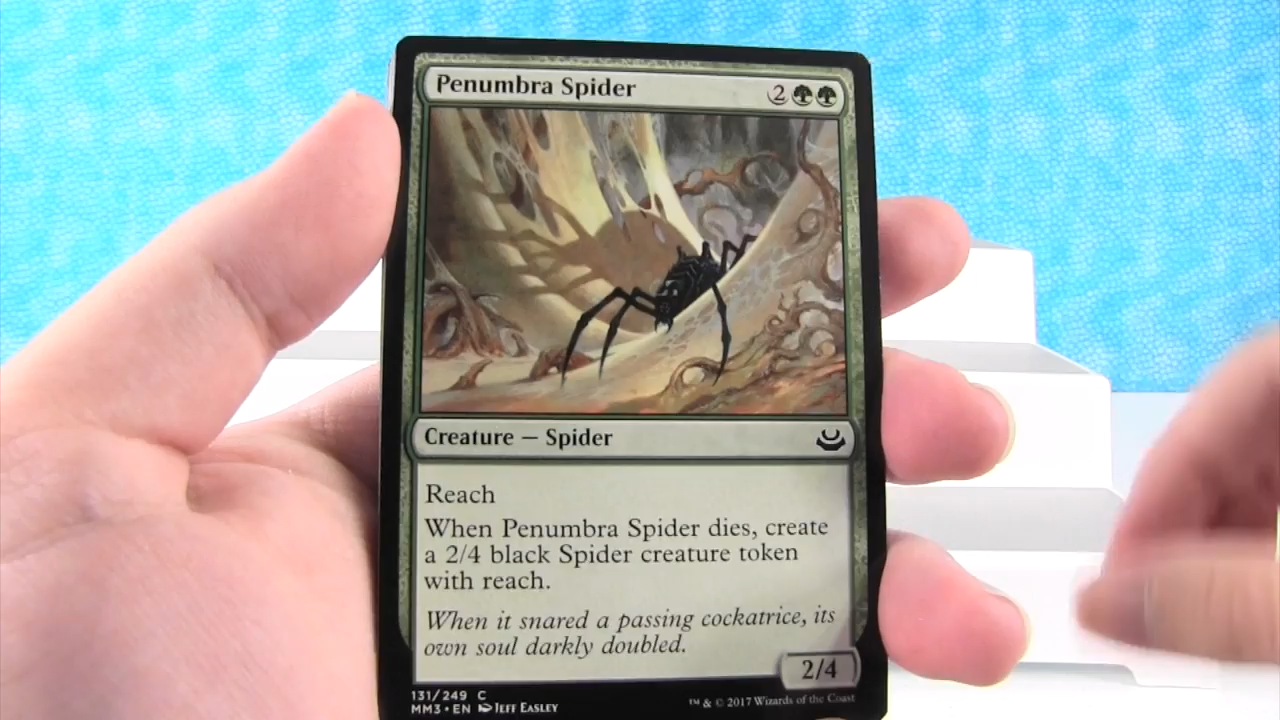 Penumbra Spider 2
Creature — Spider
Reach
When Penumbra Spider dies, create
a 2/4 black Spider creature token
with reach.
When it snared a passing cockatrice, its
own soul darkly doubled.
2/4
131/249 C
MM3 • EN Jeff Easley
™ & © 2017 Wizards of the Coast